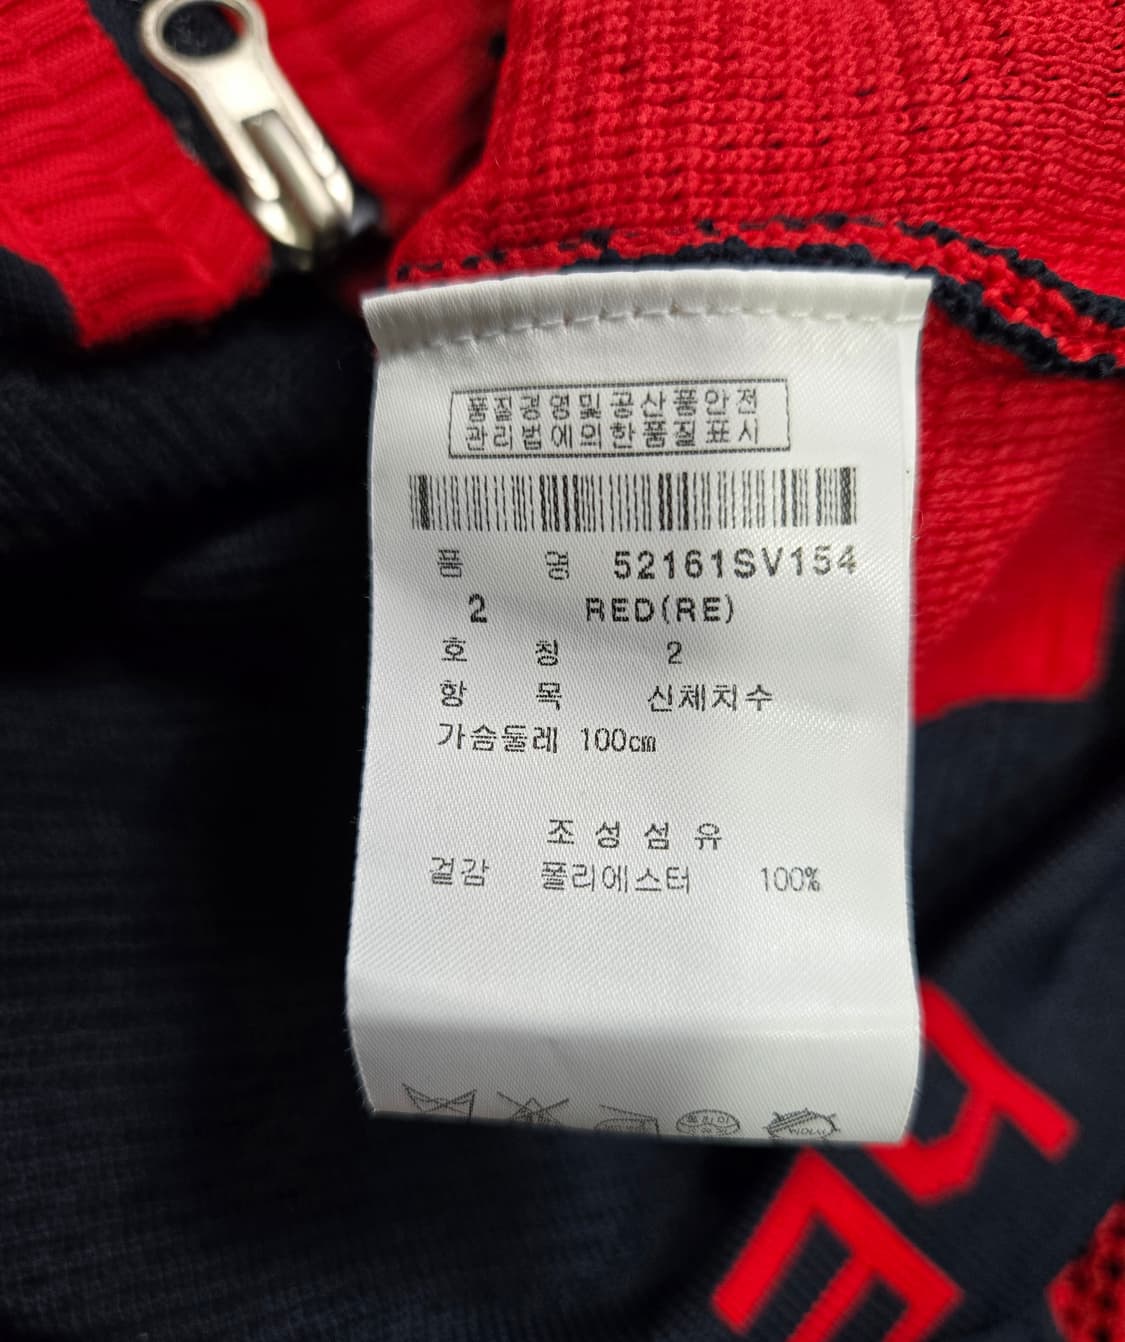 품질경영및공산품안전
관리법에의한품질표시
품 명 52161SV154
2 RED(RE)
호 칭 2
항 목 신체치수
가슴둘레 100㎝
조 성 섬 유
겉감 폴리에스터 100%
RE